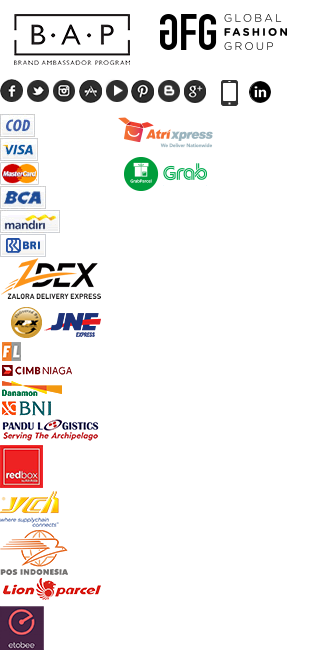 B·A·P
BRAND AMBASSADOR PROGRAM
GFG
GLOBAL
FASHION
GROUP
g+
in
COD
VISA
MasterCard
BCA
mandiri
BRI
ZDEX
ZALORA DELIVERY EXPRESS
JNE
EXPRESS
FL
CIMB NIAGA
Danamon
BNI
PANDU LOGISTICS
Serving The Archipelago
redbox
ych
where supplychain
connects
POS INDONESIA
Lion parcel
etobee
Atrixpress
We Deliver Nationwide
GrabParcel
Grab